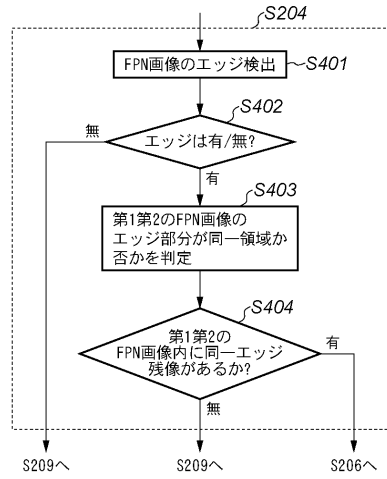 S204
FPN画像のエッジ検出
S401
S402
無
エッジは有/無?
有
S403
第1第2のFPN画像の
エッジ部分が同一領域か
否かを判定
S404
第1第2の
FPN画像内に同一エッジ
残像があるか?
有
無
S209へ
S209へ
S206へ